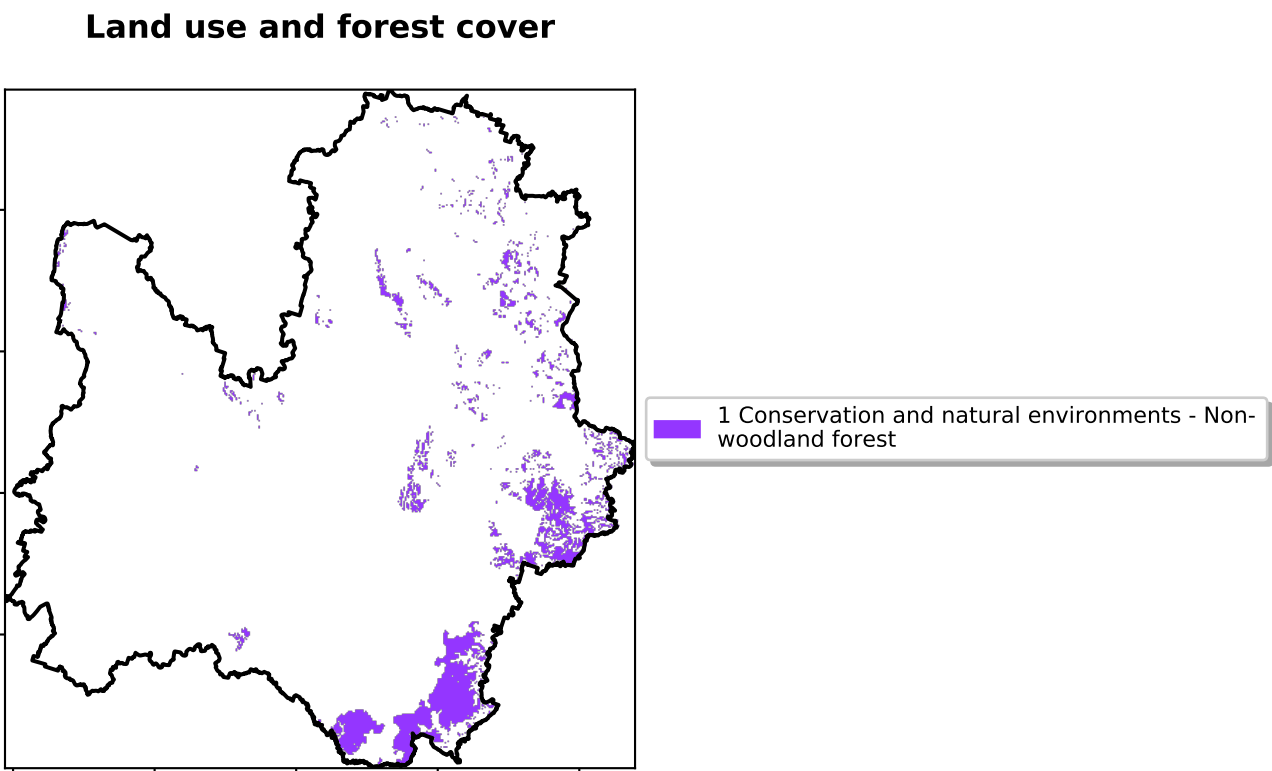 Land use and forest cover
1 Conservation and natural environments - Non-
woodland forest